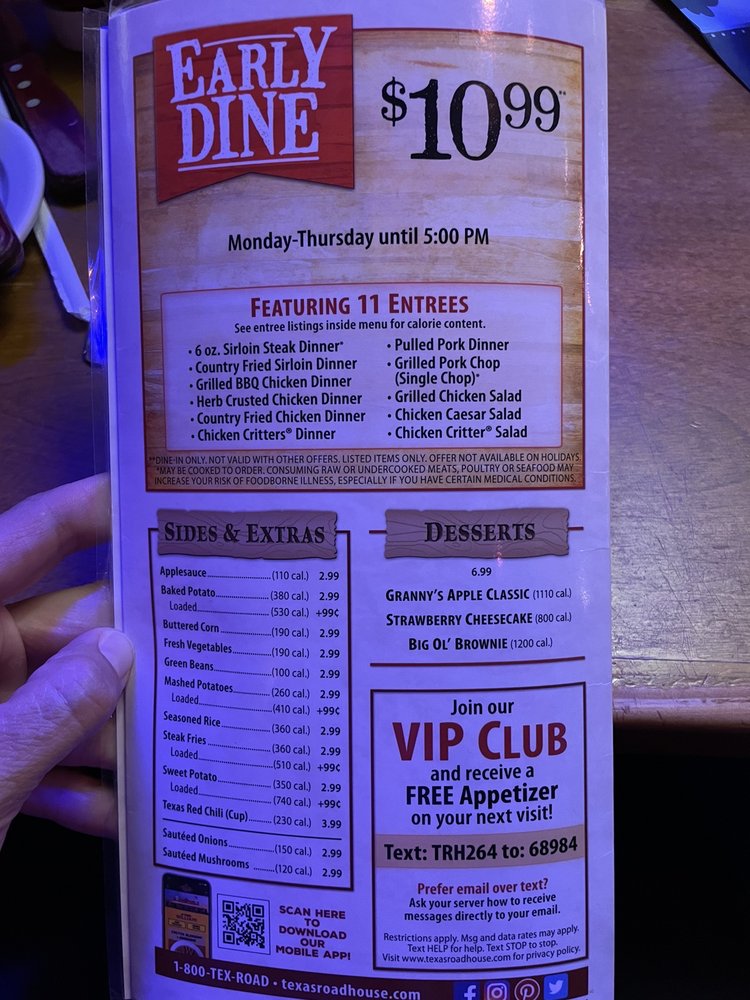 EARLY
DINE
$10.99**
Monday-Thursday until 5:00 PM
FEATURING 11 ENTREES
See entree listings inside menu for calorie content.
• 6 oz. Sirloin Steak Dinner*
• Country Fried Sirloin Dinner
• Grilled BBQ Chicken Dinner
• Herb Crusted Chicken Dinner
• Country Fried Chicken Dinner
• Chicken Critters® Dinner
• Pulled Pork Dinner
• Grilled Pork Chop
(Single Chop)*
• Grilled Chicken Salad
• Chicken Caesar Salad
• Chicken Critter® Salad
**DINE-IN ONLY. NOT VALID WITH OTHER OFFERS. LISTED ITEMS ONLY. OFFER NOT AVAILABLE ON HOLIDAYS.
*MAY BE COOKED TO ORDER. CONSUMING RAW OR UNDERCOOKED MEATS, POULTRY OR SEAFOOD MAY
INCREASE YOUR RISK OF FOODBORNE ILLNESS, ESPECIALLY IF YOU HAVE CERTAIN MEDICAL CONDITIONS.
SIDES & EXTRAS
Applesauce (110 cal.) 2.99
Baked Potato (380 cal.) 2.99
Loaded (530 cal.) +99¢
Buttered Corn (190 cal.) 2.99
Fresh Vegetables (190 cal.) 2.99
Green Beans (100 cal.) 2.99
Mashed Potatoes (260 cal.) 2.99
Loaded (410 cal.) +99¢
Seasoned Rice (360 cal.) 2.99
Steak Fries (360 cal.) 2.99
Loaded (510 cal.) +99¢
Sweet Potato (350 cal.) 2.99
Loaded (740 cal.) +99¢
Texas Red Chili (Cup) (230 cal.) 3.99
Sautéed Onions (150 cal.) 2.99
Sautéed Mushrooms (120 cal.) 2.99
DESSERTS
6.99
GRANNY'S APPLE CLASSIC (1110 cal.)
STRAWBERRY CHEESECAKE (800 cal.)
BIG OL' BROWNIE (1200 cal.)
Join our
VIP CLUB
and receive a
FREE Appetizer
on your next visit!
Text: TRH264 to: 68984
Prefer email over text?
Ask your server how to receive
messages directly to your email.
Restrictions apply. Msg and data rates may apply.
Text HELP for help. Text STOP to stop.
Visit www.texasroadhouse.com for privacy policy.
SCAN HERE
TO
DOWNLOAD
OUR
MOBILE APP!
1-800-TEX-ROAD • texasroadhouse.com